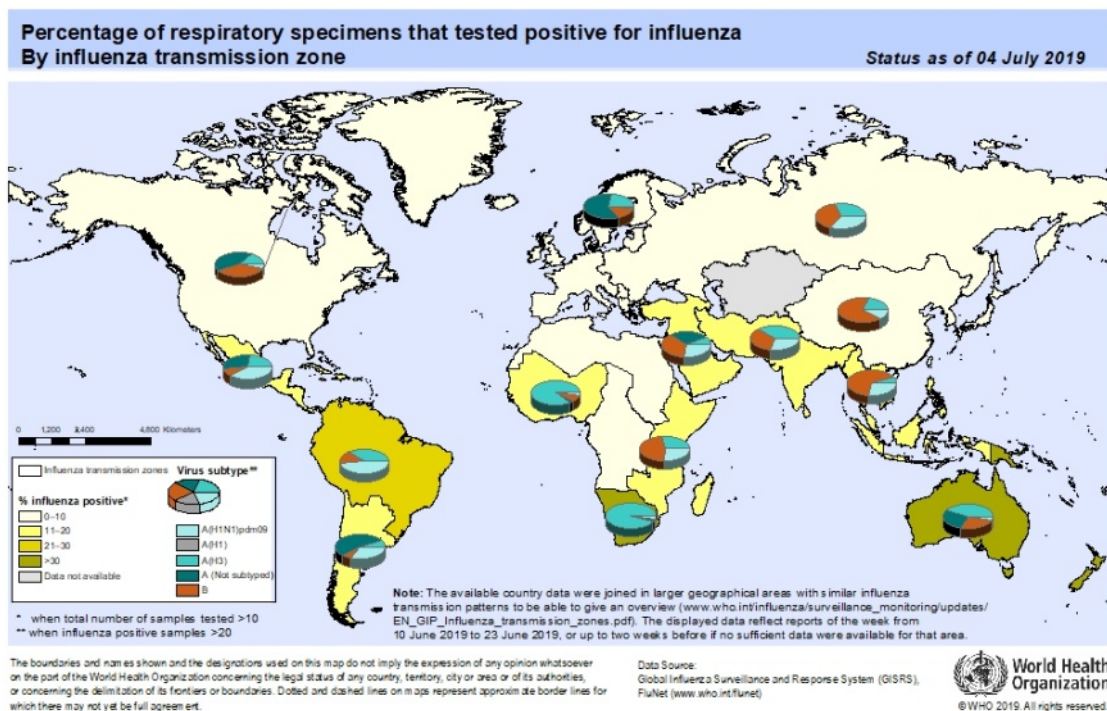 Percentage of respiratory specimens that tested positive for influenza
By influenza transmission zone
Status as of 04 July 2019
0 1,200 2,400 4,800 Kilometers
Influenza transmission zones
Virus subtype**
% influenza positive*
0-10
11-20
21-30
>30
Data not available
A(H1N1)pdm09
A(H1)
A(H3)
A (Not subtyped)
B
* when total number of samples tested >10
** when influenza positive samples >20
Note: The available country data were joined in larger geographical areas with similar influenza
transmission patterns to be able to give an overview (www.who.int/influenza/surveillance_monitoring/updates/
EN_GIP_Influenza_transmission_zones.pdf). The displayed data reflect reports of the week from
10 June 2019 to 23 June 2019, or up to two weeks before if no sufficient data were available for that area.
The boundaries and names shown and the designations used on this map do not imply the expression of any opinion whatsoever
on the part of the World Health Organization concerning the legal status of any country, territory, city or area or of its authorities,
or concerning the delimitation of its frontiers or boundaries. Dotted and dashed lines on maps represent approximate border lines for
which there may not yet be full agreement.
Data Source:
Global Influenza Surveillance and Response System (GISRS),
FluNet (www.who.int/flunet)
World Health
Organization
© WHO 2019. All rights reserved.